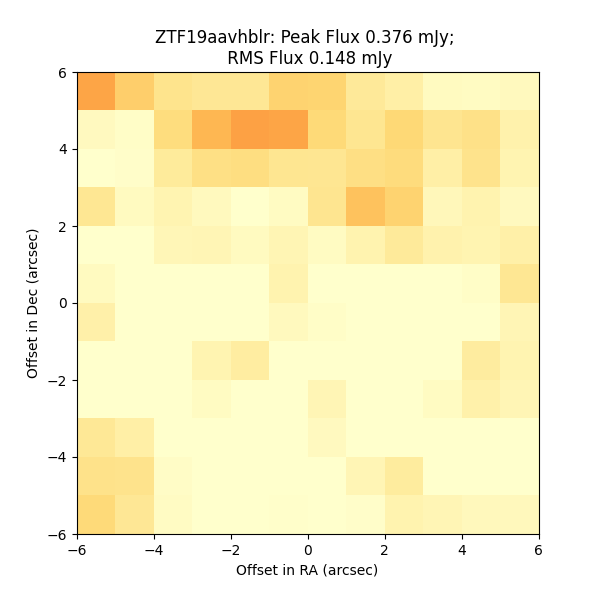 ZTF19aavhblr: Peak Flux 0.376 mJy;
RMS Flux 0.148 mJy
6
4
2
0
−2
−4
−6
Offset in Dec (arcsec)
−6 −4 −2 0 2 4 6
Offset in RA (arcsec)